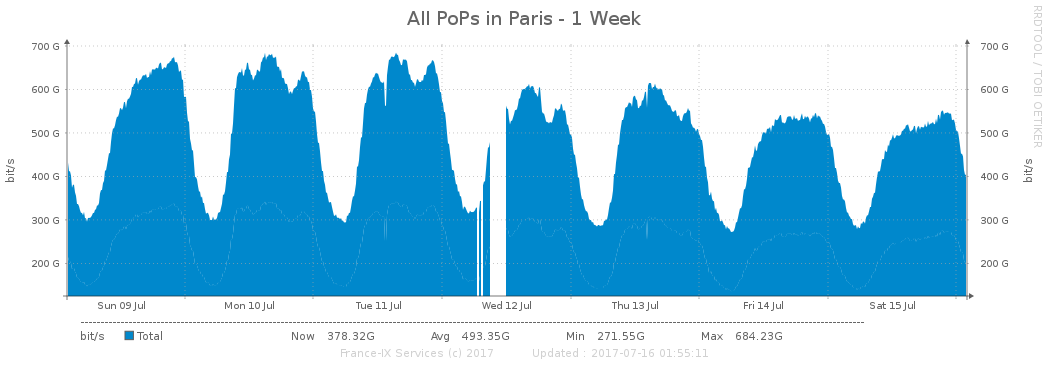 All PoPs in Paris - 1 Week
RRDTOOL / TOBI OETIKER
bit/s
bit/s
700 G 700 G
600 G 600 G
500 G 500 G
400 G 400 G
300 G 300 G
200 G 200 G
Sun 09 Jul Mon 10 Jul Tue 11 Jul Wed 12 Jul Thu 13 Jul Fri 14 Jul Sat 15 Jul
bit/s Total Now 378.32G Avg 493.35G Min 271.55G Max 684.23G
France-IX Services (c) 2017 Updated : 2017-07-16 01:55:11